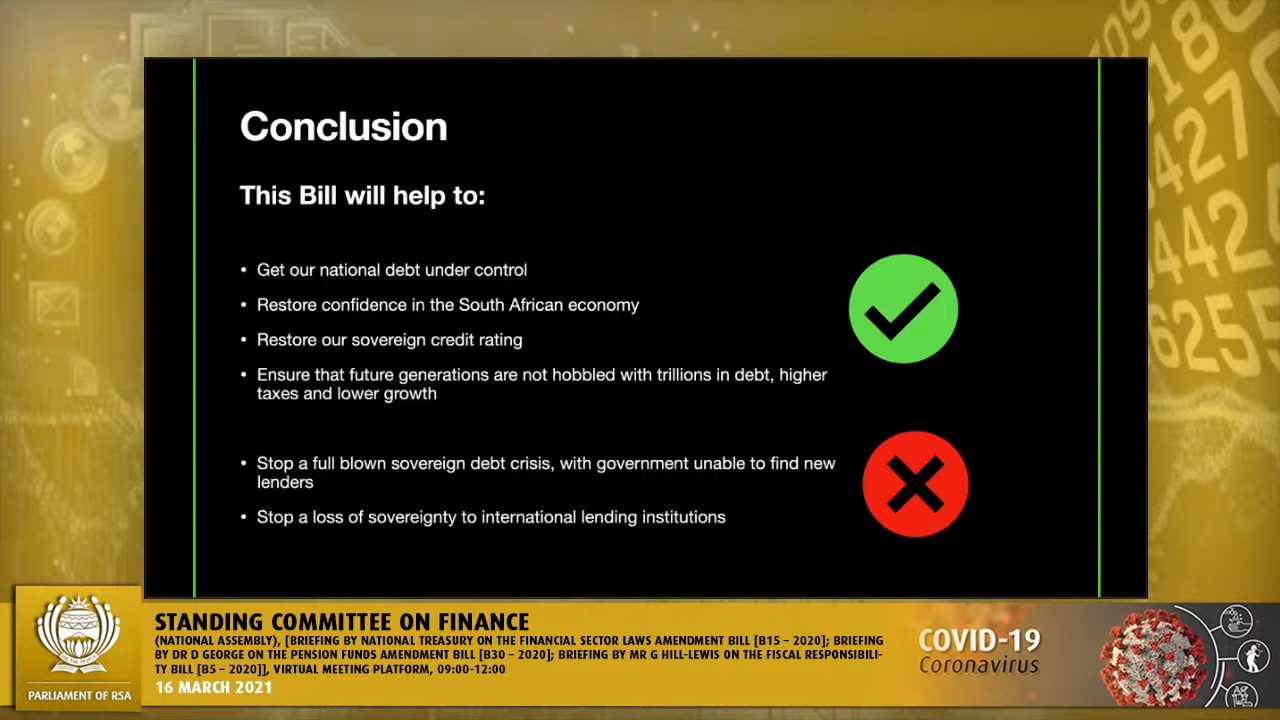 Conclusion
This Bill will help to:
• Get our national debt under control
• Restore confidence in the South African economy
• Restore our sovereign credit rating
• Ensure that future generations are not hobbled with trillions in debt, higher
taxes and lower growth
• Stop a full blown sovereign debt crisis, with government unable to find new
lenders
• Stop a loss of sovereignty to international lending institutions
STANDING COMMITTEE ON FINANCE
(NATIONAL ASSEMBLY), [BRIEFING BY NATIONAL TREASURY ON THE FINANCIAL SECTOR LAWS AMENDMENT BILL [B15 – 2020]; BRIEFING
BY DR D GEORGE ON THE PENSION FUNDS AMENDMENT BILL [B30 – 2020]; BRIEFING BY MR G HILL-LEWIS ON THE FISCAL RESPONSIBILI-
TY BILL [B5 – 2020]], VIRTUAL MEETING PLATFORM, 09:00-12:00
16 MARCH 2021
PARLIAMENT OF RSA
COVID-19
Coronavirus